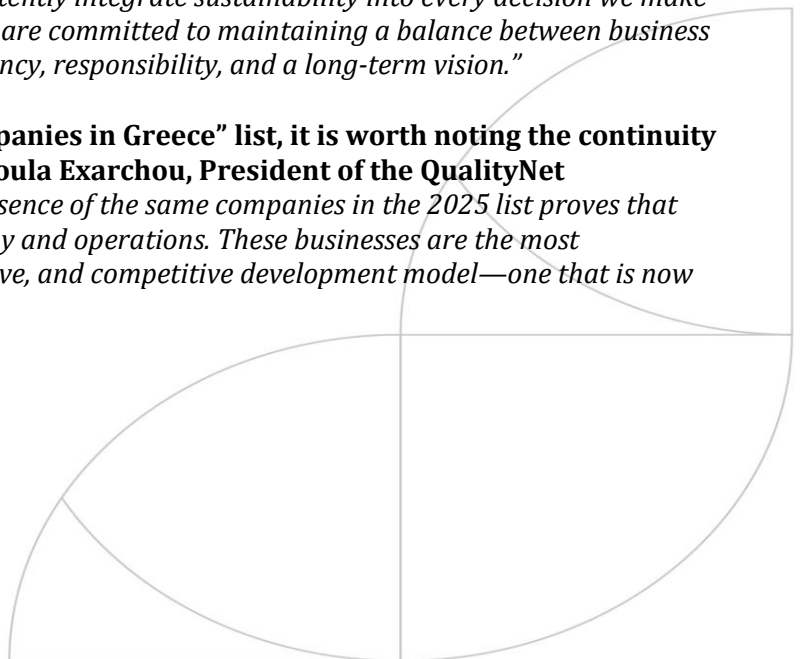 tently integrate sustainability into every decision we make
are committed to maintaining a balance between business
ncy, responsibility, and a long-term vision.”
panies in Greece” list, it is worth noting the continuity
oula Exarchou, President of the QualityNet
sence of the same companies in the 2025 list proves that
y and operations. These businesses are the most
ve, and competitive development model—one that is now